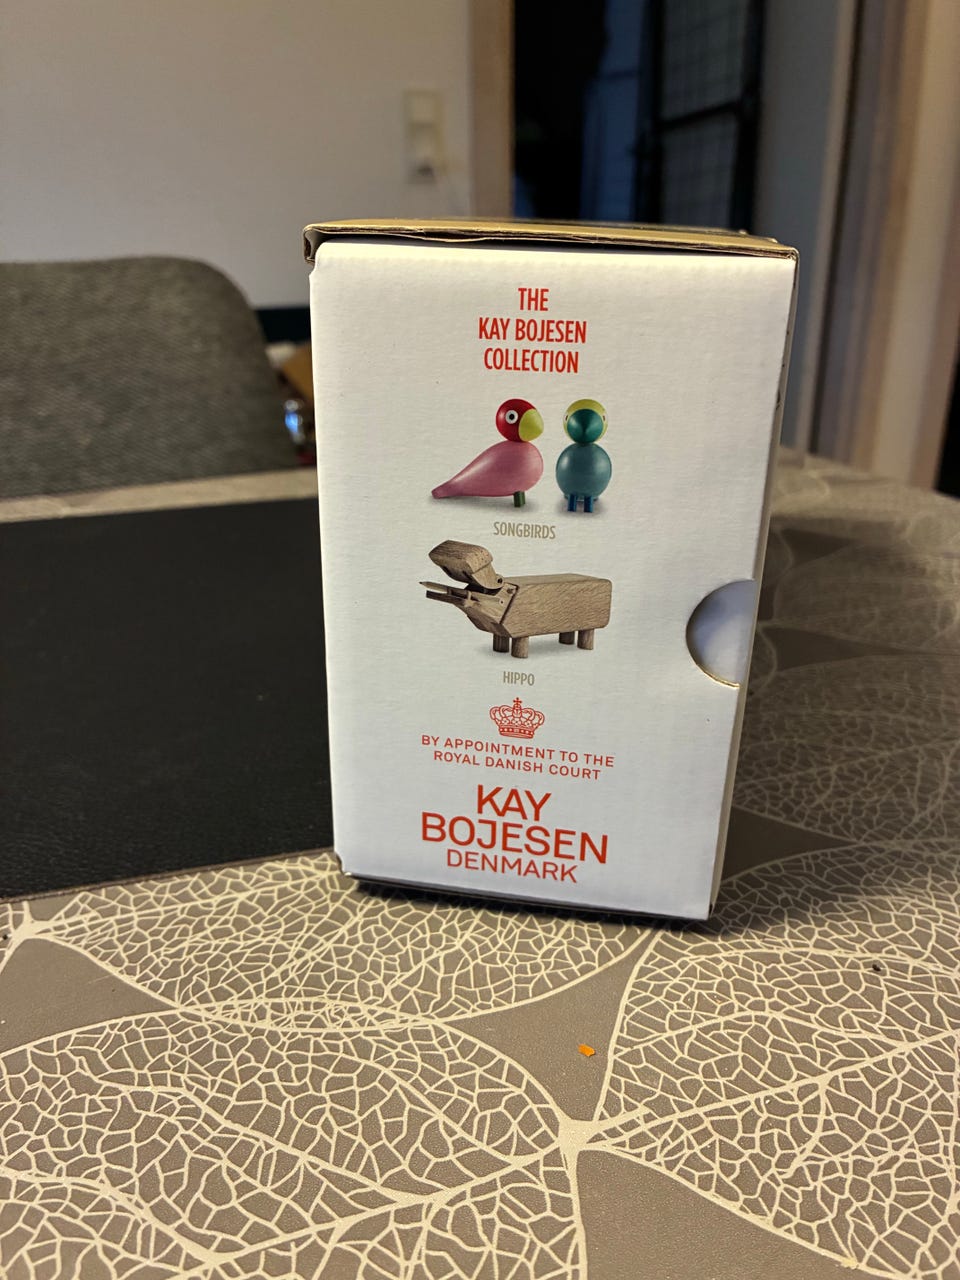 THE
KAY BOJESEN
COLLECTION
SONGBIRDS
HIPPO
BY APPOINTMENT TO THE
ROYAL DANISH COURT
KAY
BOJESEN
DENMARK